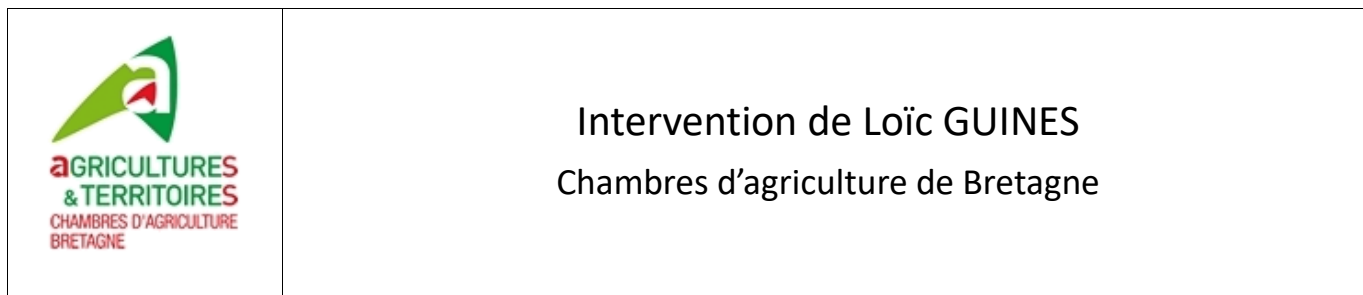 a
aGRICULTURES
& TERRITOIRES
CHAMBRES D'AGRICULTURE
BRETAGNE
Intervention de Loïc GUINES
Chambres d’agriculture de Bretagne